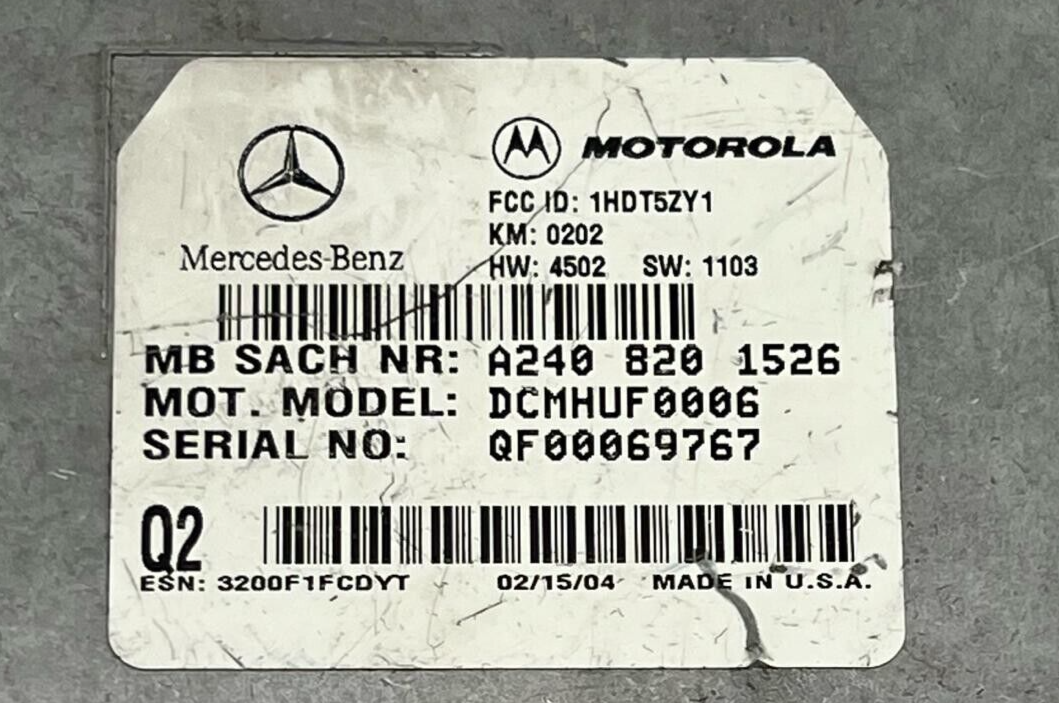 MOTOROLA
FCC ID: 1HDT5ZY1
KM: 0202
Mercedes-Benz
HW: 4502 SW: 1103
MB SACH NR: A240 820 1526
MOT. MODEL: DCMHUF0006
SERIAL NO: QF00069767
Q2
ESN: 3200F1FCDYT 02/15/04 MADE IN U.S.A.